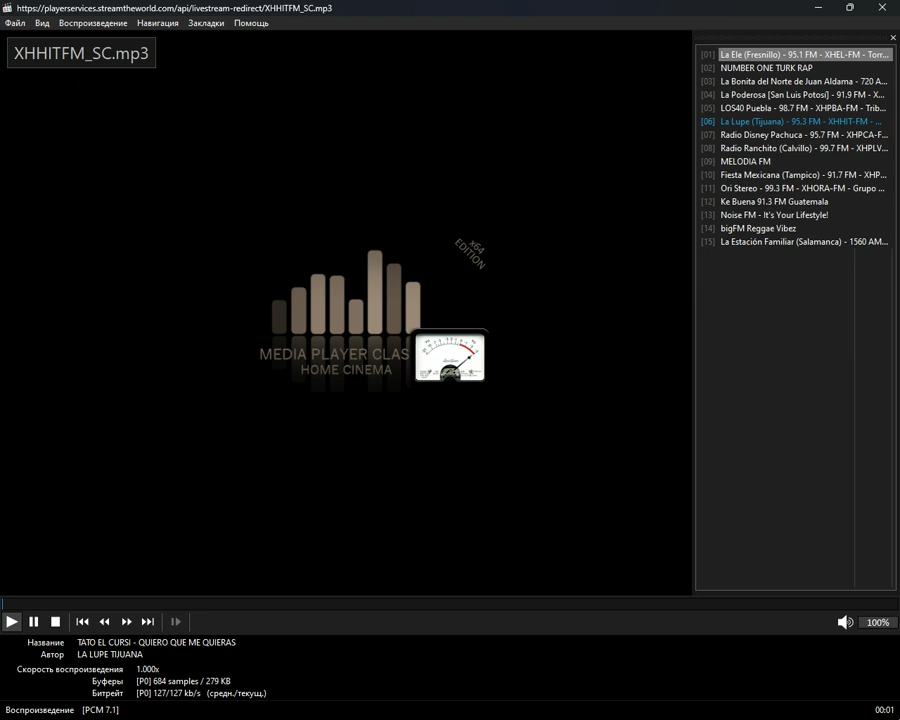 https://playerservices.streamtheworld.com/api/livestream-redirect/XHHITFM_SC.mp3
Файл Вид Воспроизведение Навигация Закладки Помощь
XHHITFM_SC.mp3
[01] La Ele (Fresnillo) - 95.1 FM - XHEL-FM - Torr...
[02] NUMBER ONE TURK RAP
[03] La Bonita del Norte de Juan Aldama - 720 A...
[04] La Poderosa [San Luis Potosí] - 91.9 FM - X...
[05] LOS40 Puebla - 98.7 FM - XHPBA-FM - Trib...
[06] La Lupe (Tijuana) - 95.3 FM - XHHIT-FM - ...
[07] Radio Disney Pachuca - 95.7 FM - XHPCA-F...
[08] Radio Ranchito (Calvillo) - 99.7 FM - XHPLV...
[09] MELODIA FM
[10] Fiesta Mexicana (Tampico) - 91.7 FM - XHP...
[11] Ori Stereo - 99.3 FM - XHORA-FM - Grupo ...
[12] Ke Buena 91.3 FM Guatemala
[13] Noise FM - It's Your Lifestyle!
[14] bigFM Reggae Vibez
[15] La Estación Familiar (Salamanca) - 1560 AM...
x64
EDITION
MEDIA PLAYER CLAS
HOME CINEMA
100%
Название TATO EL CURSI - QUIERO QUE ME QUIERAS
Автор LA LUPE TIJUANA
Скорость воспроизведения 1.000x
Буферы [P0] 684 samples / 279 KB
Битрейт [P0] 127/127 kb/s (средн./текущ.)
Воспроизведение [PCM 7.1] 00:01